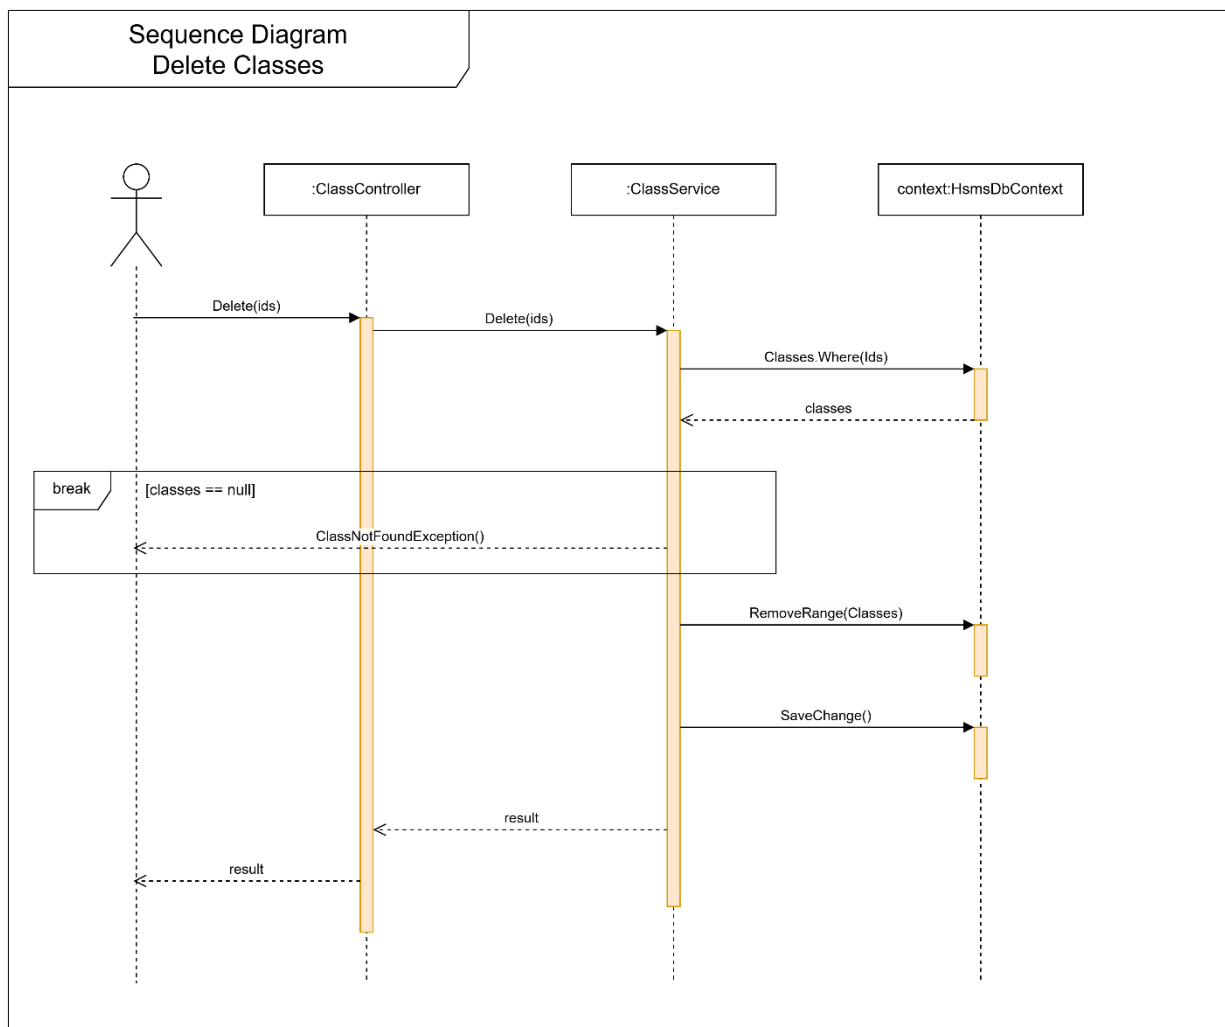 Sequence Diagram
Delete Classes
:ClassController
:ClassService
context:HsmsDbContext
Delete(ids)
Delete(ids)
Classes.Where(Ids)
classes
break
[classes == null]
ClassNotFoundException()
RemoveRange(Classes)
SaveChange()
result
result